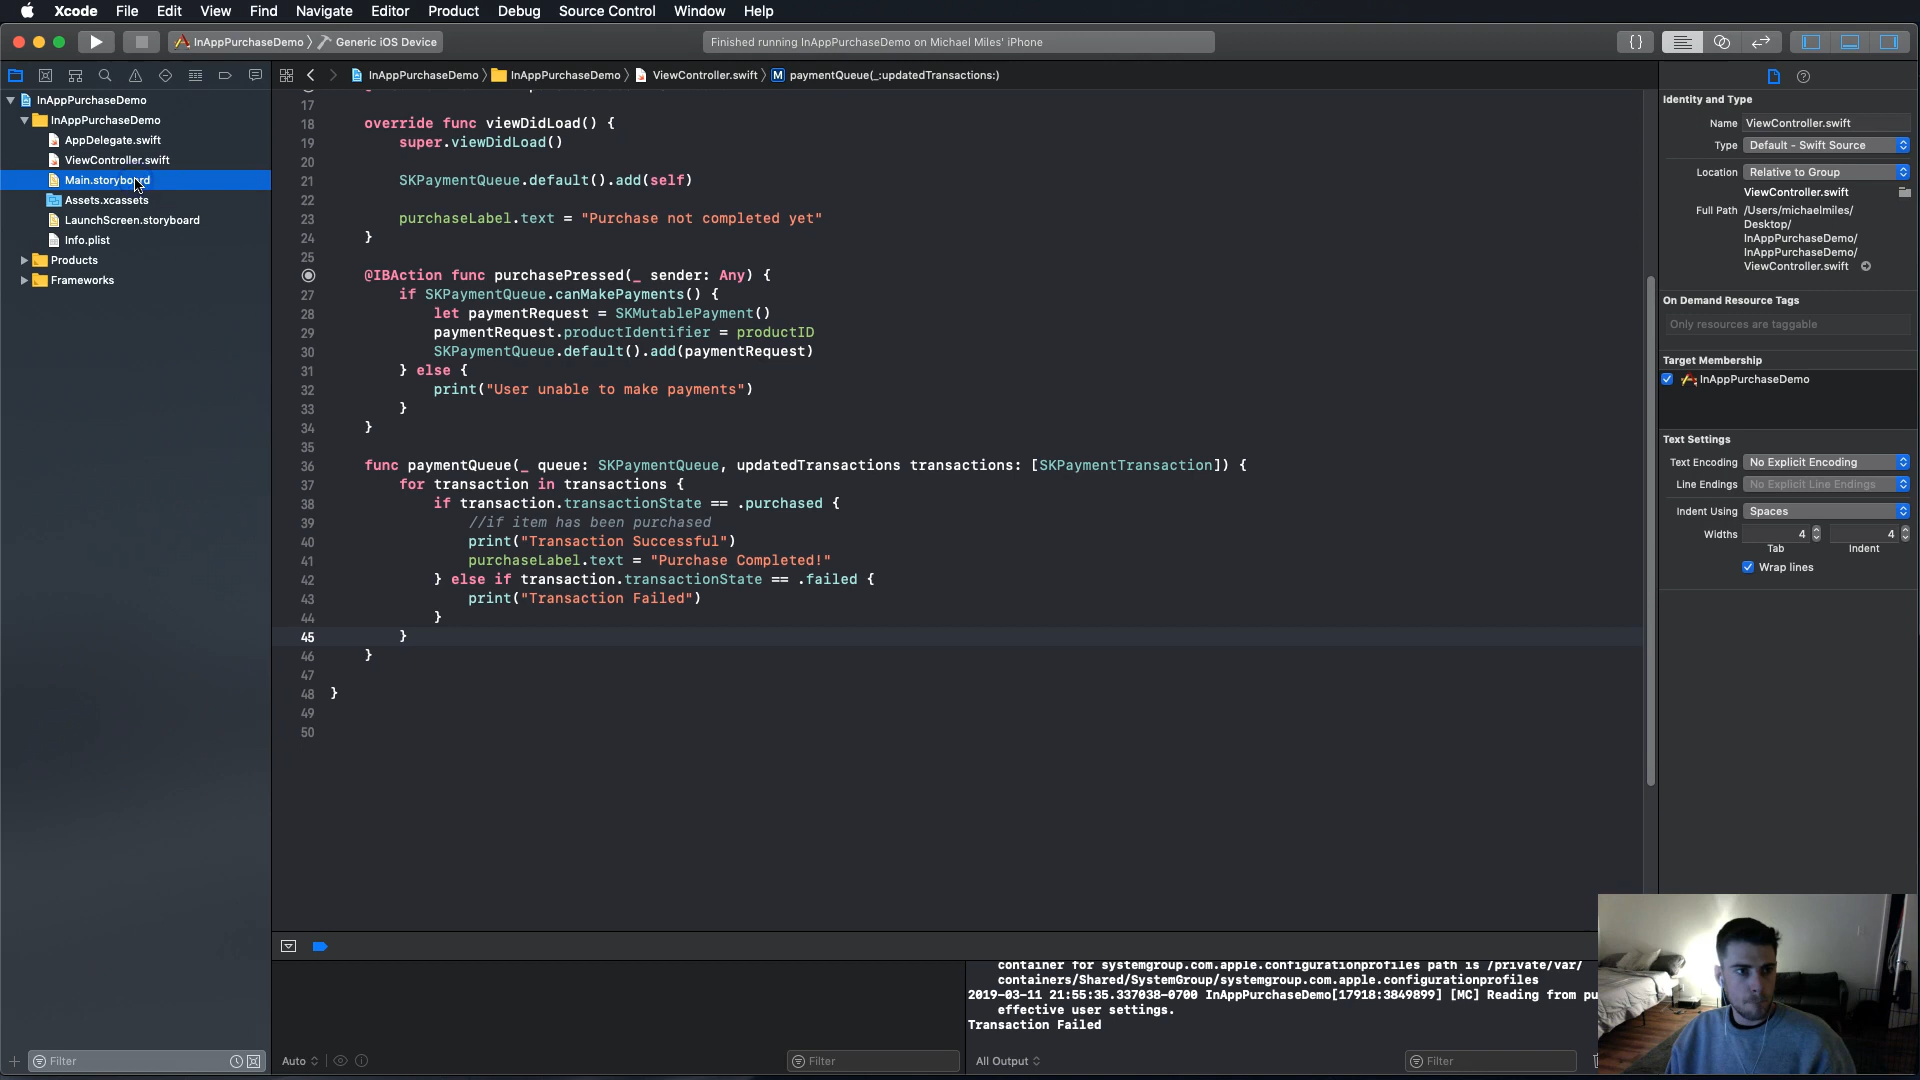 Xcode File Edit View Find Navigate Editor Product Debug Source Control Window Help
InAppPurchaseDemo Generic iOS Device
Finished running InAppPurchaseDemo on Michael Miles' iPhone
{}
InAppPurchaseDemo InAppPurchaseDemo ViewController.swift M paymentQueue(_:updatedTransactions:)
InAppPurchaseDemo
InAppPurchaseDemo
AppDelegate.swift
ViewController.swift
Main.storyboard
Assets.xcassets
LaunchScreen.storyboard
Info.plist
Products
Frameworks
Filter
17
18 override func viewDidLoad() {
19 super.viewDidLoad()
20
21 SKPaymentQueue.default().add(self)
22
23 purchaseLabel.text = "Purchase not completed yet"
24 }
25
@IBAction func purchasePressed(_ sender: Any) {
27 if SKPaymentQueue.canMakePayments() {
28 let paymentRequest = SKMutablePayment()
29 paymentRequest.productIdentifier = productID
30 SKPaymentQueue.default().add(paymentRequest)
31 } else {
32 print("User unable to make payments")
33 }
34 }
35
36 func paymentQueue(_ queue: SKPaymentQueue, updatedTransactions transactions: [SKPaymentTransaction]) {
37 for transaction in transactions {
38 if transaction.transactionState == .purchased {
39 //if item has been purchased
40 print("Transaction Successful")
41 purchaseLabel.text = "Purchase Completed!"
42 } else if transaction.transactionState == .failed {
43 print("Transaction Failed")
44 }
45 }
46 }
47
48 }
49
50
Identity and Type
Name ViewController.swift
Type Default - Swift Source
Location Relative to Group
ViewController.swift
Full Path /Users/michaelmiles/
Desktop/
InAppPurchaseDemo/
InAppPurchaseDemo/
ViewController.swift
On Demand Resource Tags
Only resources are taggable
Target Membership
InAppPurchaseDemo
Text Settings
Text Encoding No Explicit Encoding
Line Endings No Explicit Line Endings
Indent Using Spaces
Widths 4 4
Tab Indent
Wrap lines
container for systemgroup.com.apple.configurationprofiles path is /private/var/
containers/Shared/SystemGroup/systemgroup.com.apple.configurationprofiles
2019-03-11 21:55:35.337038-0700 InAppPurchaseDemo[17918:3849899] [MC] Reading from pu
effective user settings.
Transaction Failed
Auto Filter All Output Filter